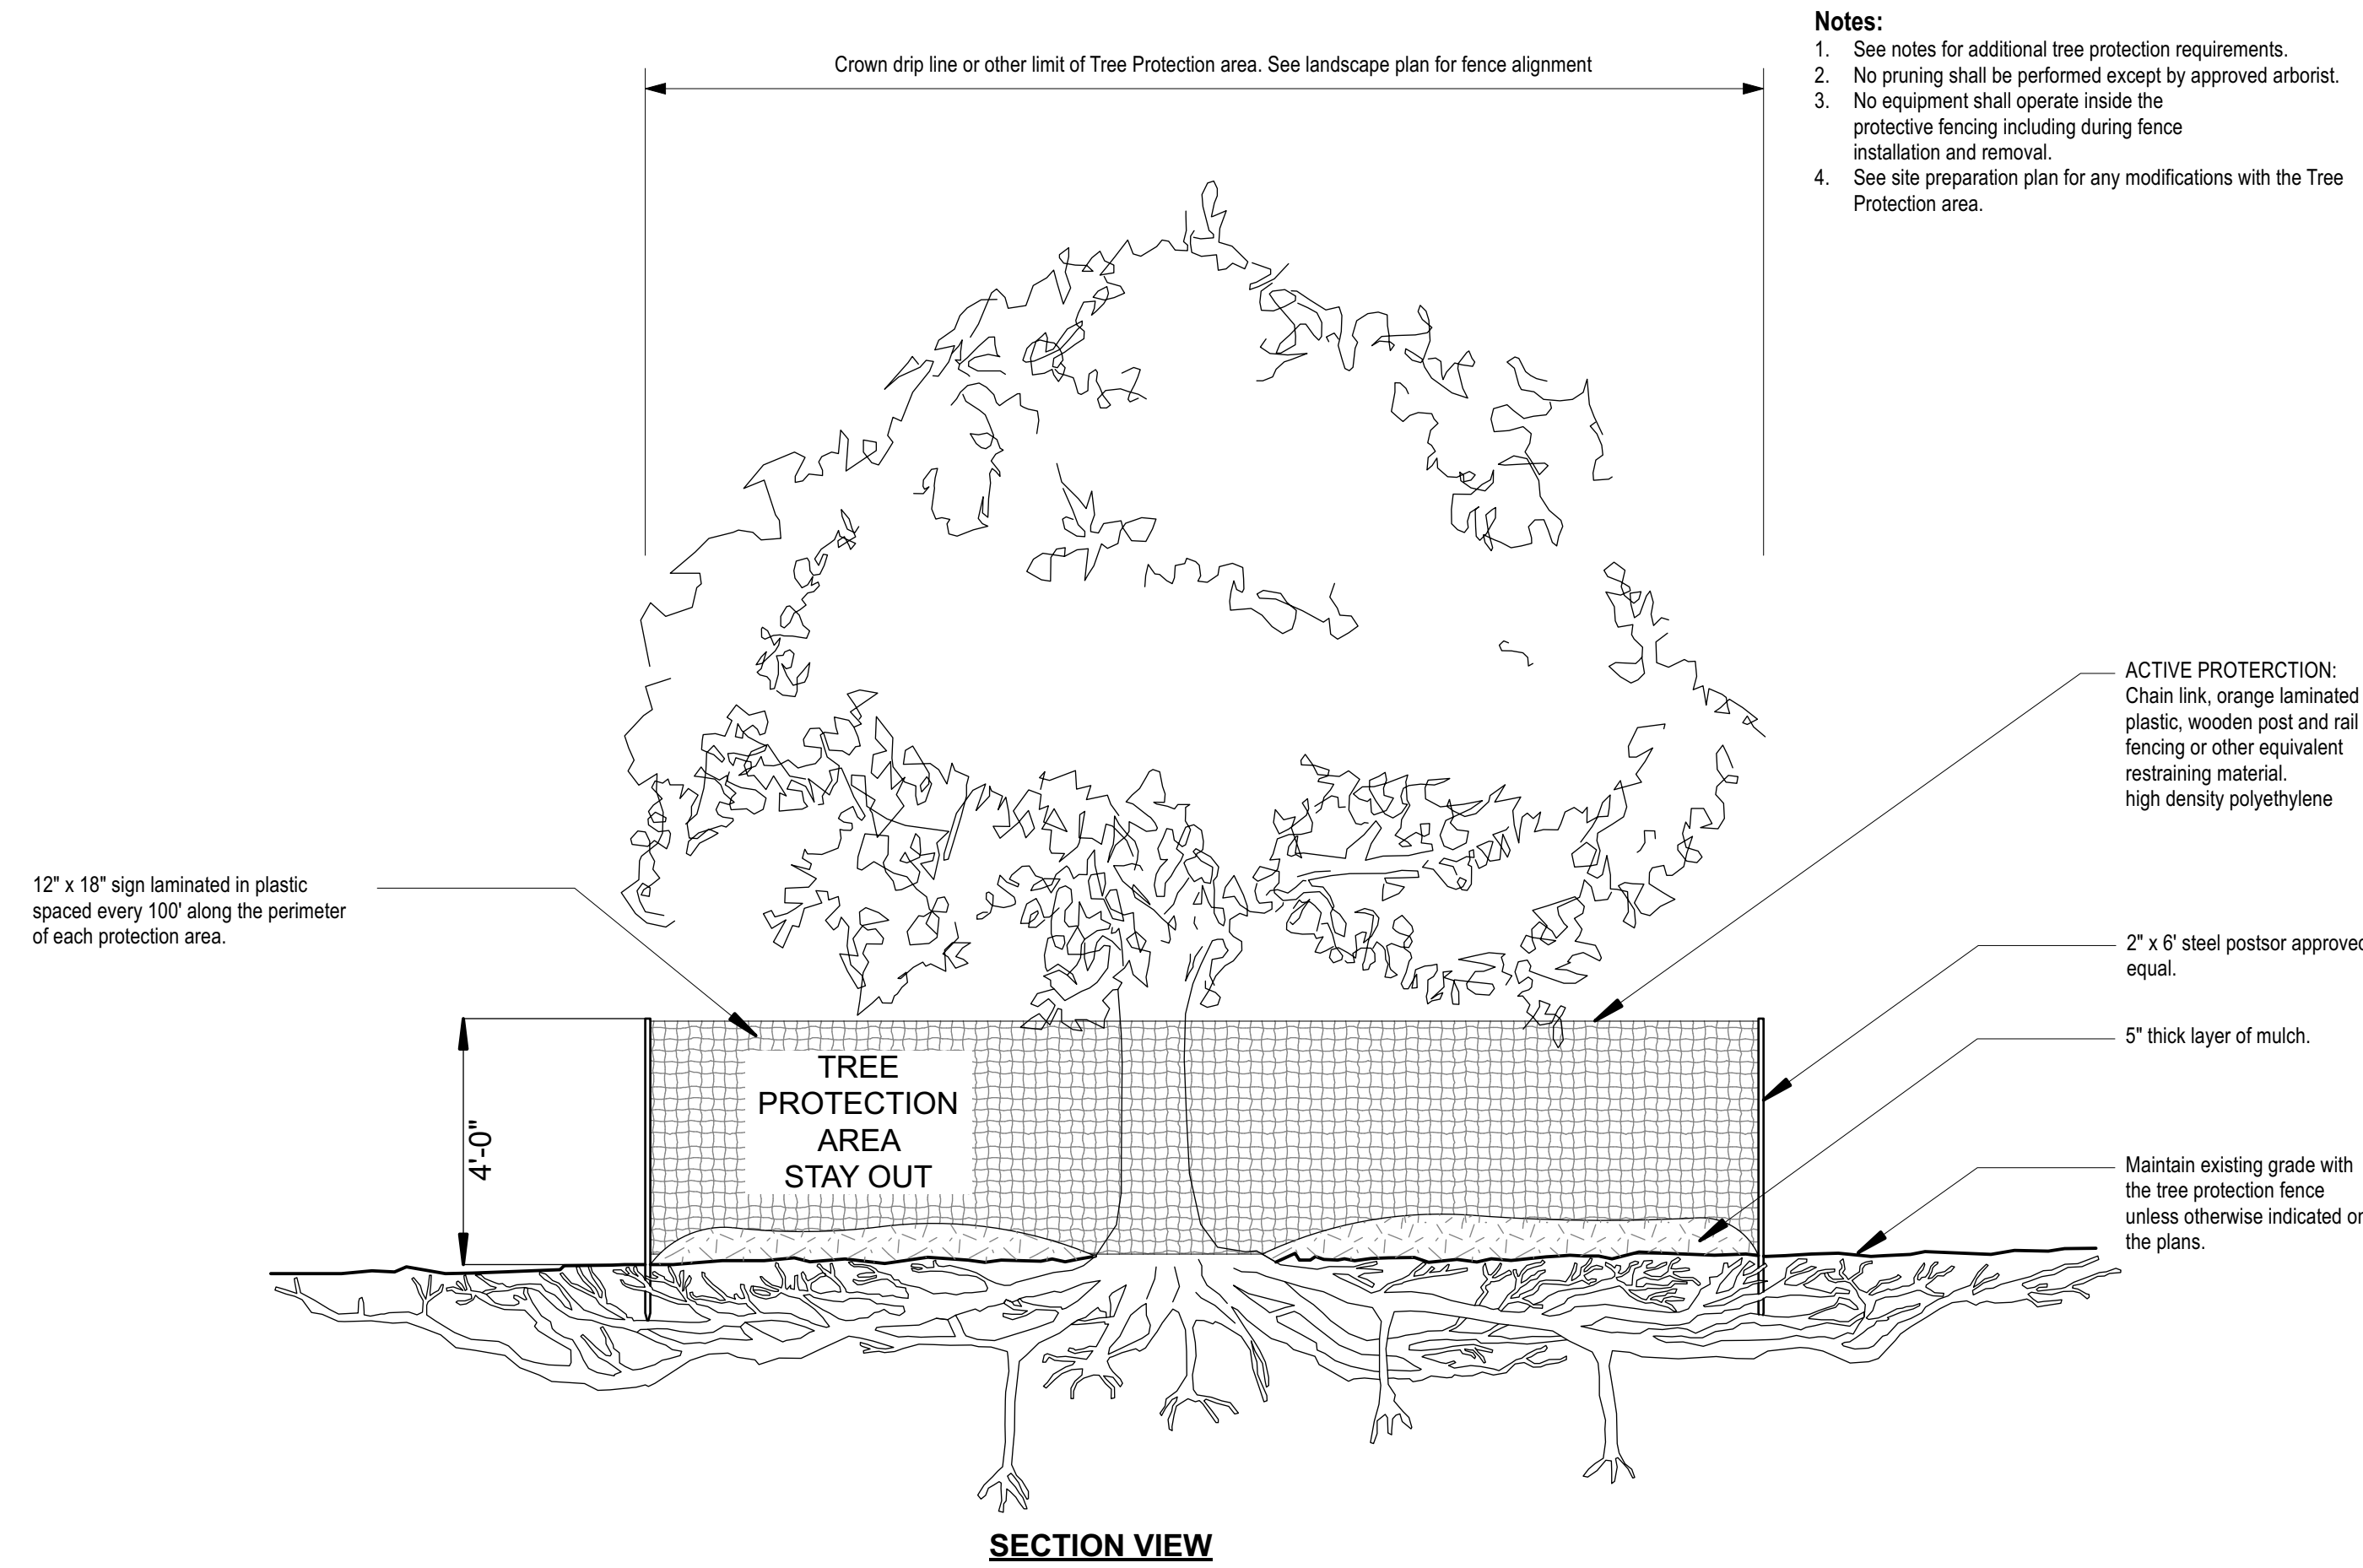 Notes:
1. See notes for additional tree protection requirements.
2. No pruning shall be performed except by approved arborist.
3. No equipment shall operate inside the
protective fencing including during fence
installation and removal.
4. See site preparation plan for any modifications with the Tree
Protection area.
Crown drip line or other limit of Tree Protection area. See landscape plan for fence alignment
ACTIVE PROTERCTION:
Chain link, orange laminated
plastic, wooden post and rail
fencing or other equivalent
restraining material.
high density polyethylene
12" x 18" sign laminated in plastic
spaced every 100' along the perimeter
of each protection area.
2" x 6' steel postsor approved
equal.
5" thick layer of mulch.
TREE
PROTECTION
AREA
STAY OUT
4'-0"
Maintain existing grade with
the tree protection fence
unless otherwise indicated on
the plans.
SECTION VIEW